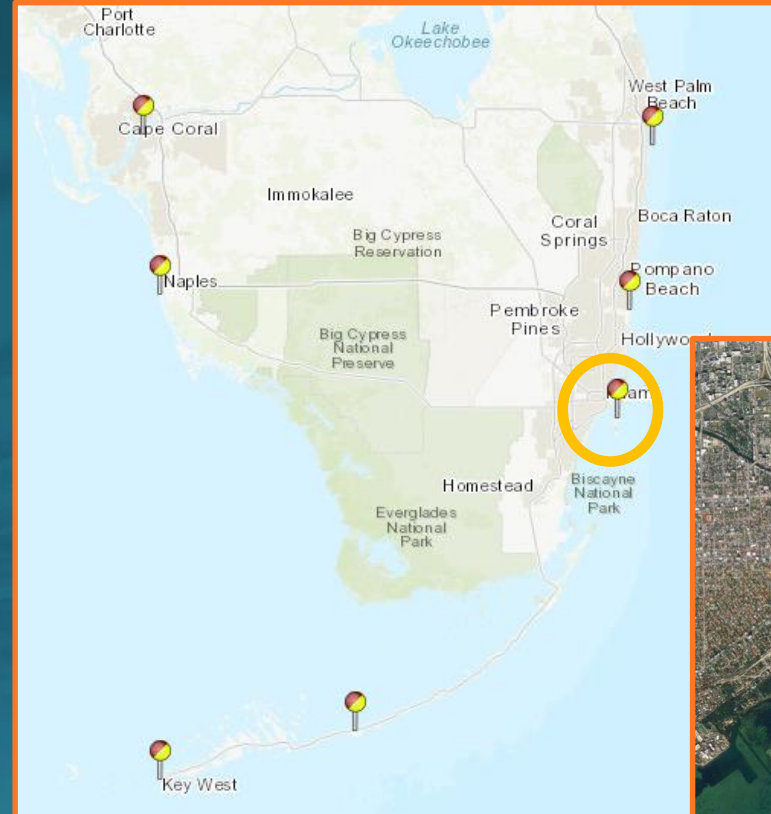 Port
Charlotte
Lake
Okeechobee
West Palm
Beach
Cape Coral
Immokalee
Coral
Springs
Boca Raton
Big Cypress
Reservation
Naples
Pompano
Beach
Pembroke
Pines
Hollywood
Big Cypress
National
Preserve
Homestead
Biscayne
National
Park
Everglades
National
Park
Key West